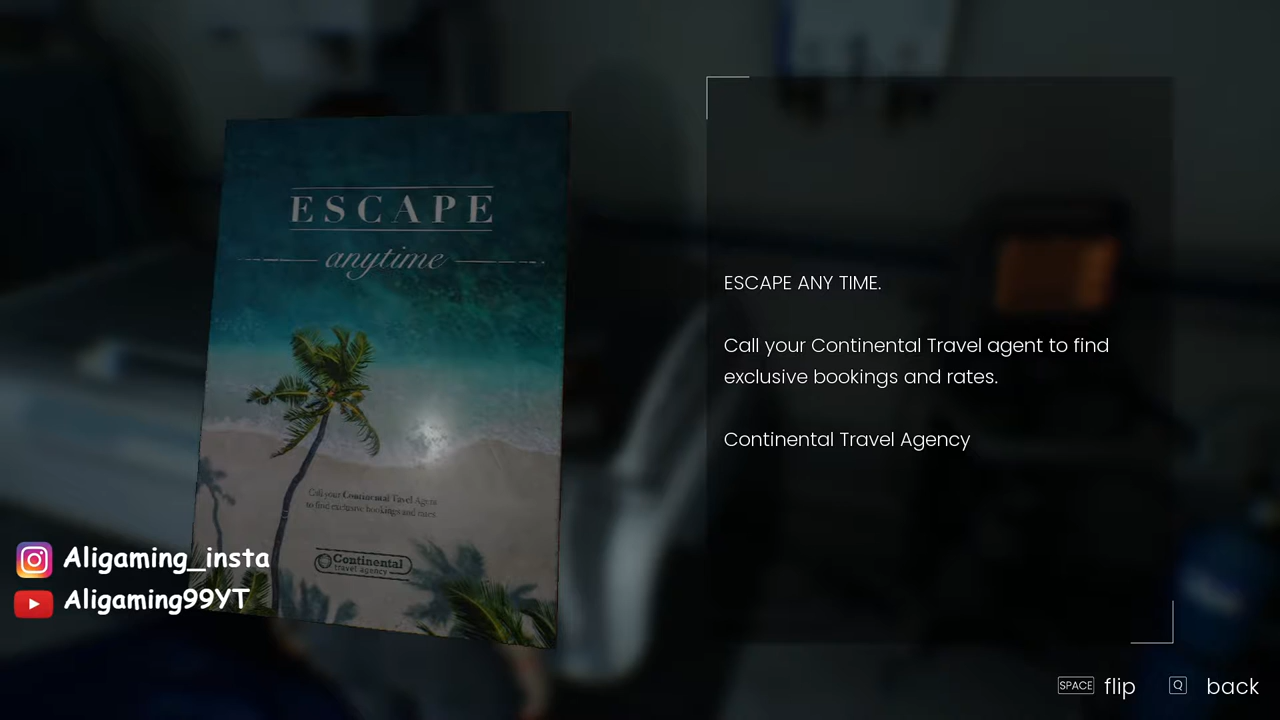 ESCAPE
anytime
Call your Continental Tavel Agent
to find exclusive bookings and rates.
Continental
travel agency
ESCAPE ANY TIME.
Call your Continental Travel agent to find
exclusive bookings and rates.
Continental Travel Agency
Aligaming_insta
Aligaming99YT
SPACE flip Q back